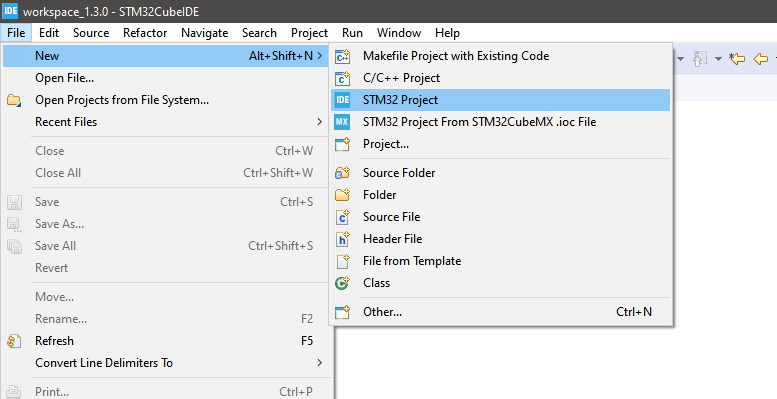 IDE workspace_1.3.0 - STM32CubeIDE
File Edit Source Refactor Navigate Search Project Run Window Help
New Alt+Shift+N
Open File...
Open Projects from File System...
Recent Files
Close Ctrl+W
Close All Ctrl+Shift+W
Save Ctrl+S
Save As...
Save All Ctrl+Shift+S
Revert
Move...
Rename... F2
Refresh F5
Convert Line Delimiters To
Print... Ctrl+P
Makefile Project with Existing Code
C/C++ Project
IDE STM32 Project
MX STM32 Project From STM32CubeMX .ioc File
Project...
Source Folder
Folder
Source File
Header File
File from Template
Class
Other... Ctrl+N